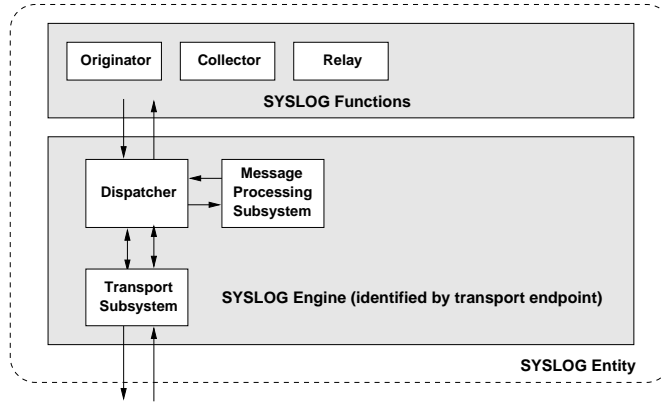 Originator
Collector
Relay
SYSLOG Functions
Dispatcher
Message
Processing
Subsystem
Transport
Subsystem
SYSLOG Engine (identified by transport endpoint)
SYSLOG Entity